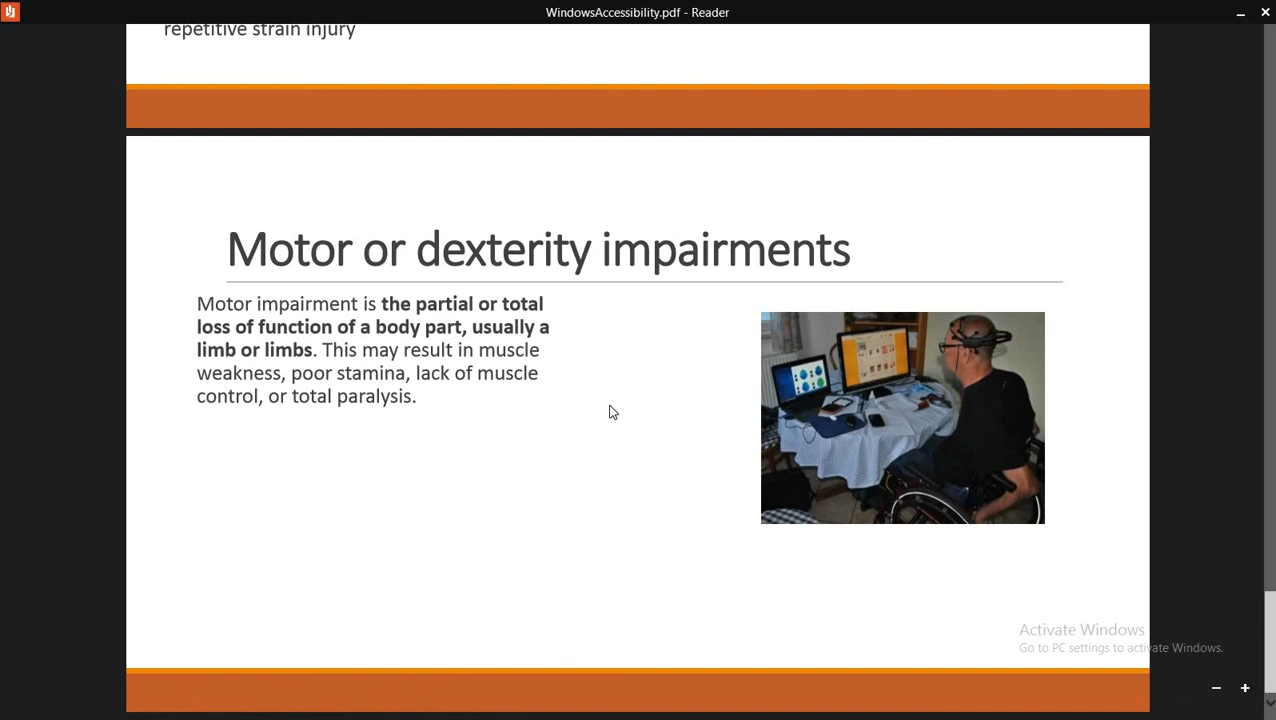 WindowsAccessibility.pdf - Reader
repetitive strain injury
Motor or dexterity impairments
Motor impairment is the partial or total
loss of function of a body part, usually a
limb or limbs. This may result in muscle
weakness, poor stamina, lack of muscle
control, or total paralysis.
Activate Windows
Go to PC settings to activate Windows.